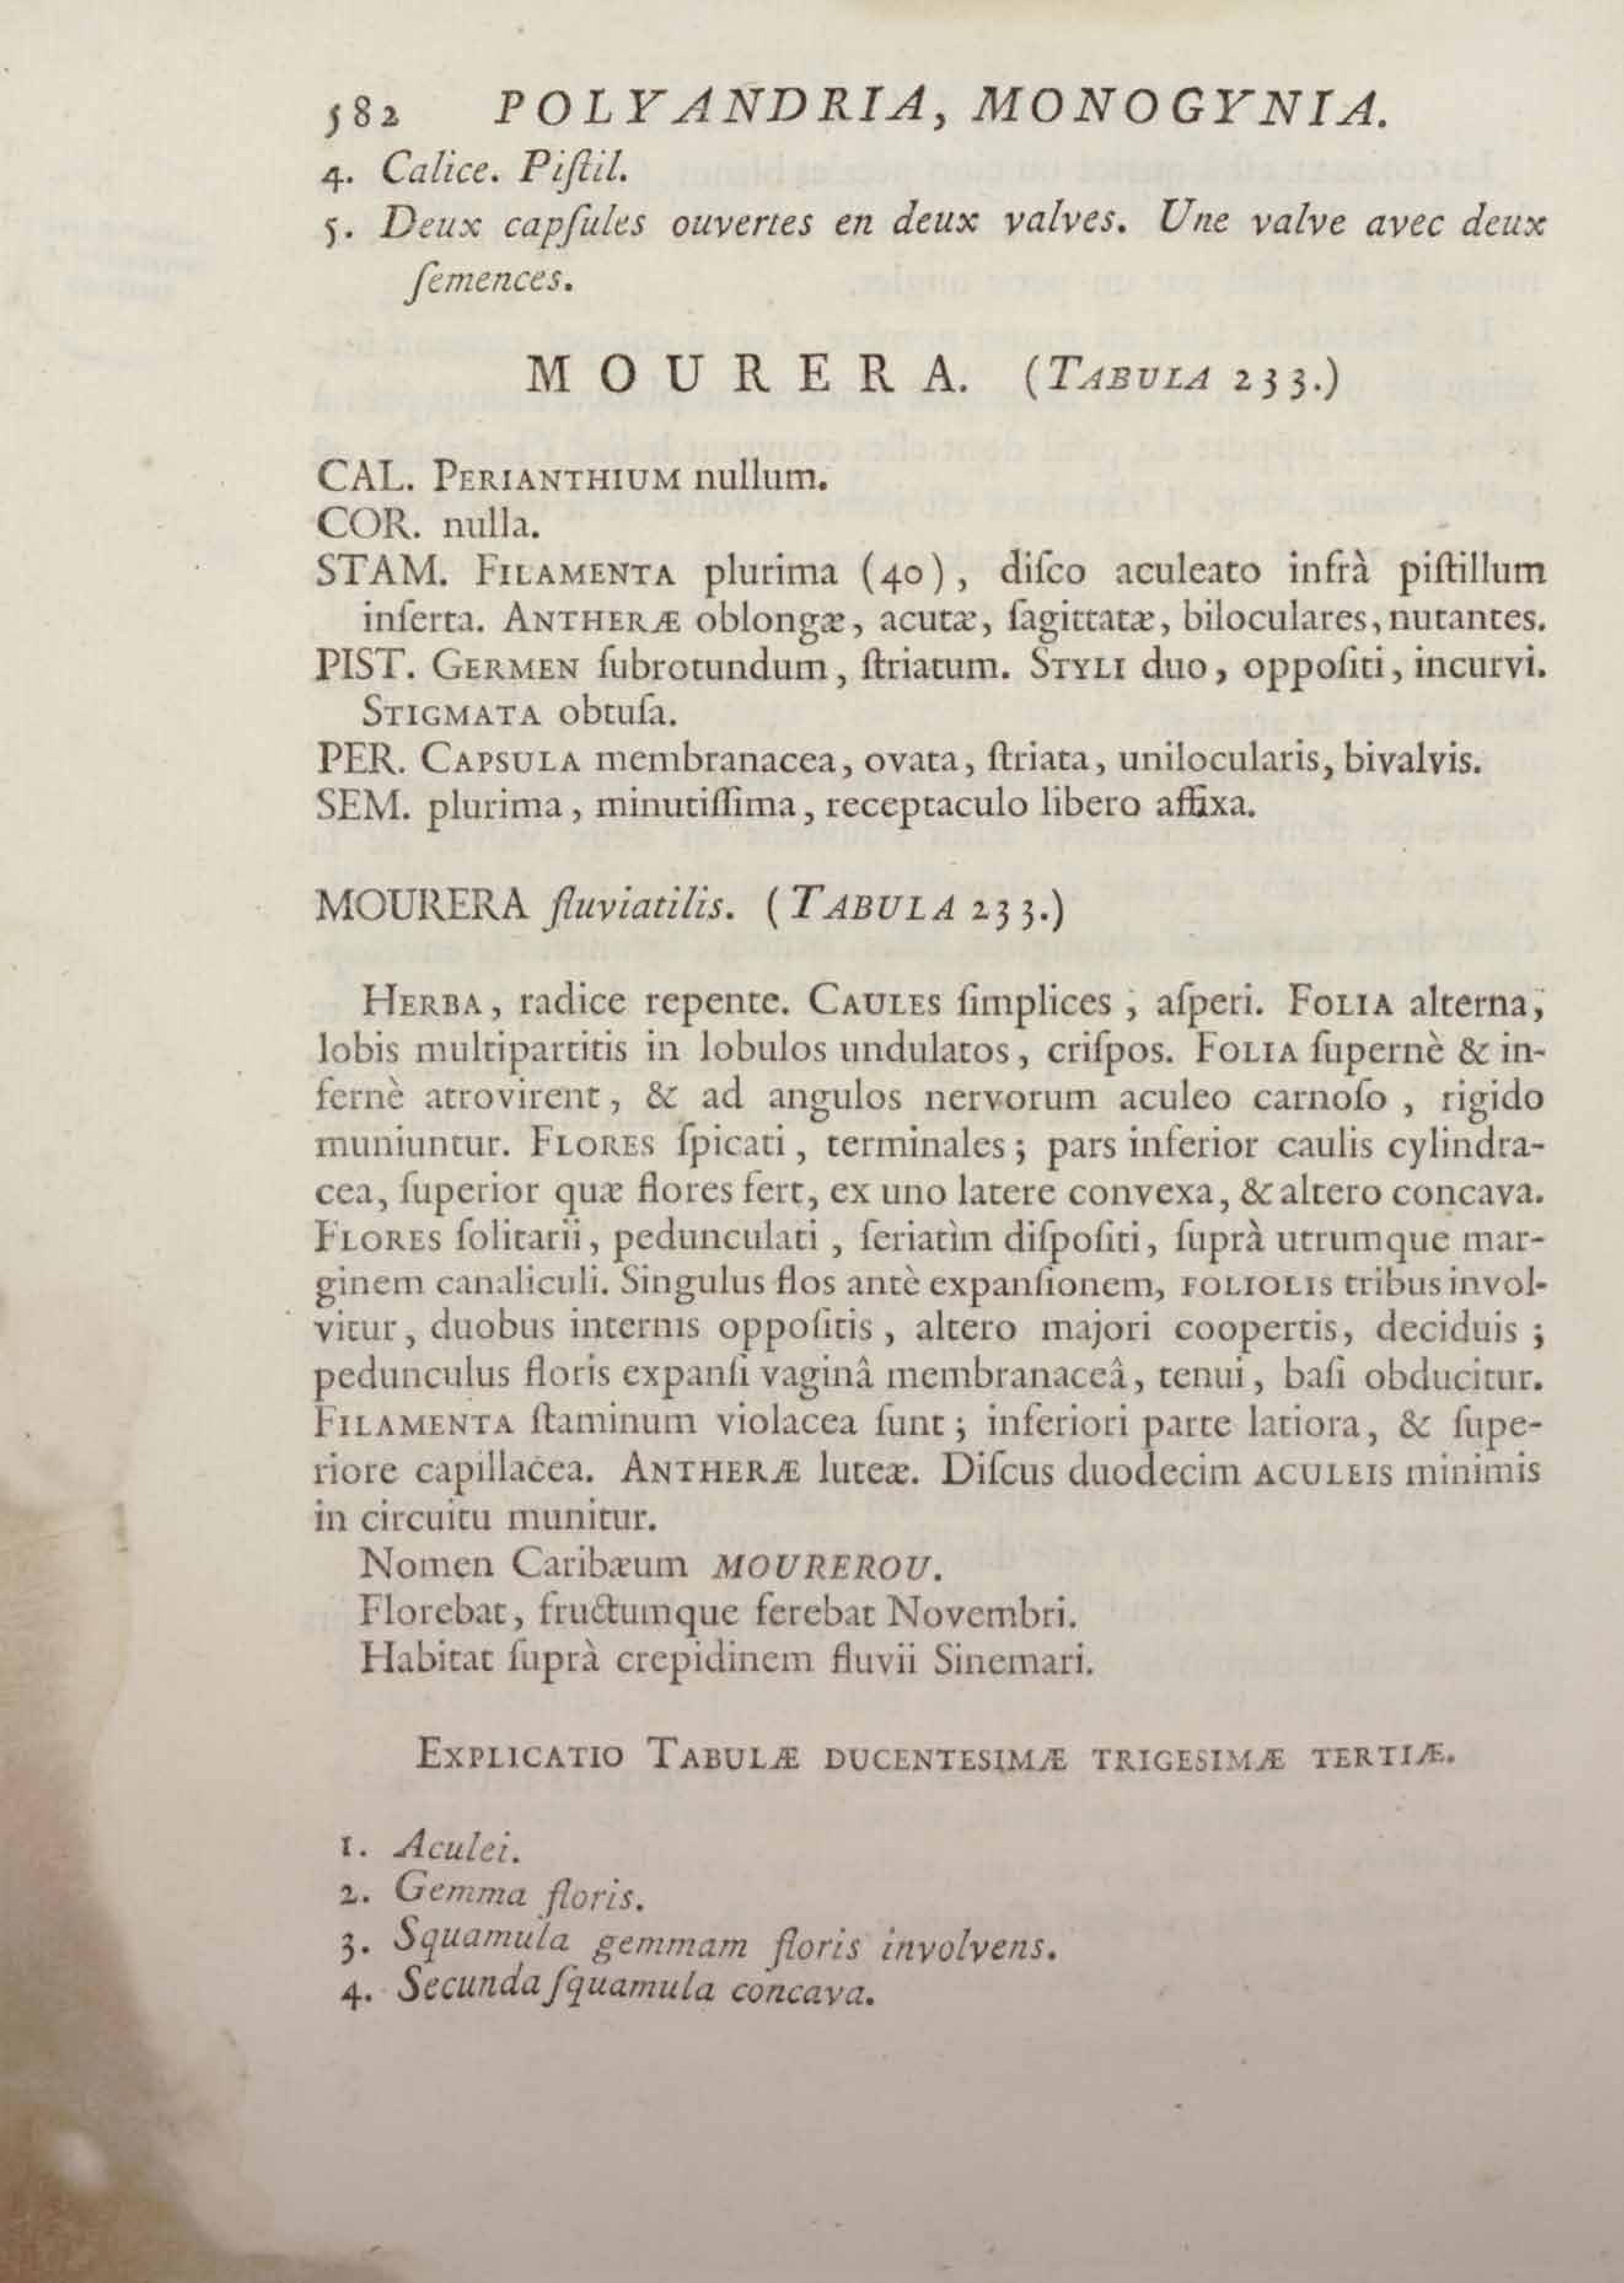 582 POLYANDRIA, MONOGYNIA.
4. Calice. Piſtil.
5. Deux capſules ouvertes en deux valves. Une valve avec deux
ſemences.
MOURERA. (TABULA 233.)
CAL. PERIANTHIUM nullum.
COR. nulla.
STAM. FILAMENTA plurima (40), diſco aculeato infrà piſtillum
inſerta. ANTHERÆ oblongæ, acutæ, ſagittatæ, biloculares, nutantes.
PIST. GERMEN ſubrotundum, ſtriatum. STYLI duo, oppoſiti, incurvi.
STIGMATA obtuſa.
PER. CAPSULA membranacea, ovata, ſtriata, unilocularis, bivalvis.
SEM. plurima, minutiſſima, receptaculo libero affixa.
MOURERA fluviatilis. (TABULA 233.)
HERBA, radice repente. CAULES ſimplices, aſperi. FOLIA alterna,
lobis multipartitis in lobulos undulatos, criſpos. FOLIA ſupernè & in-
fernè atrovirent, & ad angulos nervorum aculeo carnoſo, rigido
muniuntur. FLORES ſpicati, terminales; pars inferior caulis cylindra-
cea, ſuperior quæ flores fert, ex uno latere convexa, & altero concava.
FLORES ſolitarii, pedunculati, ſeriatìm diſpoſiti, ſuprà utrumque mar-
ginem canaliculi. Singulus flos antè expanſionem, FOLIOLIS tribus invol-
vitur, duobus internis oppoſitis, altero majori coopertis, deciduis;
pedunculus floris expanſi vaginâ membranaceâ, tenui, baſi obducitur.
FILAMENTA ſtaminum violacea ſunt; inferiori parte latiora, & ſupe-
riore capillacea. ANTHERÆ luteæ. Diſcus duodecim ACULEIS minimis
in circuitu munitur.
Nomen Caribæum MOUREROU.
Florebat, fructumque ferebat Novembri.
Habitat ſuprà crepidinem fluvii Sinemari.
EXPLICATIO TABULÆ DUCENTESIMÆ TRIGESIMÆ TERTIÆ.
1. Aculei.
2. Gemma floris.
3. Squamula gemmam floris involvens.
4. Secunda ſquamula concava.